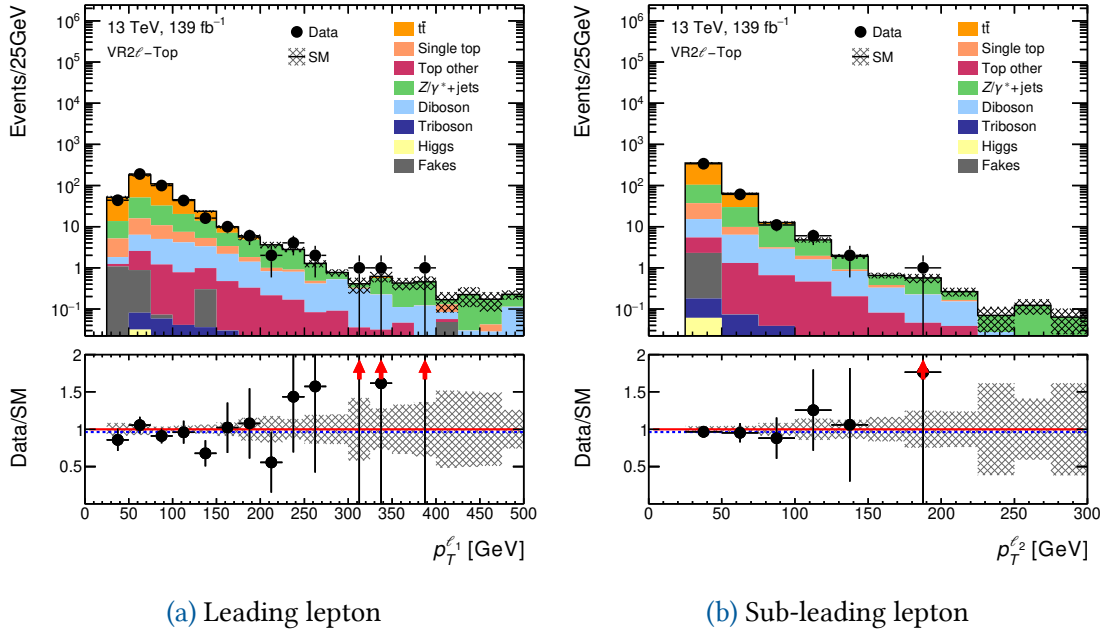 13 TeV, 139 fb⁻¹
VR2ℓ-Top
Data
SM
tt̄
Single top
Top other
Z/γ*+jets
Diboson
Triboson
Higgs
Fakes
Events/25GeV
10⁶
10⁵
10⁴
10³
10²
10
1
10⁻¹
Data/SM
2
1.5
1
0.5
0 50 100 150 200 250 300 350 400 450 500
p_T^ℓ₁ [GeV]
(a) Leading lepton
13 TeV, 139 fb⁻¹
VR2ℓ-Top
Data
SM
tt̄
Single top
Top other
Z/γ*+jets
Diboson
Triboson
Higgs
Fakes
Events/25GeV
10⁶
10⁵
10⁴
10³
10²
10
1
10⁻¹
Data/SM
2
1.5
1
0.5
0 50 100 150 200 250 300
p_T^ℓ₂ [GeV]
(b) Sub-leading lepton